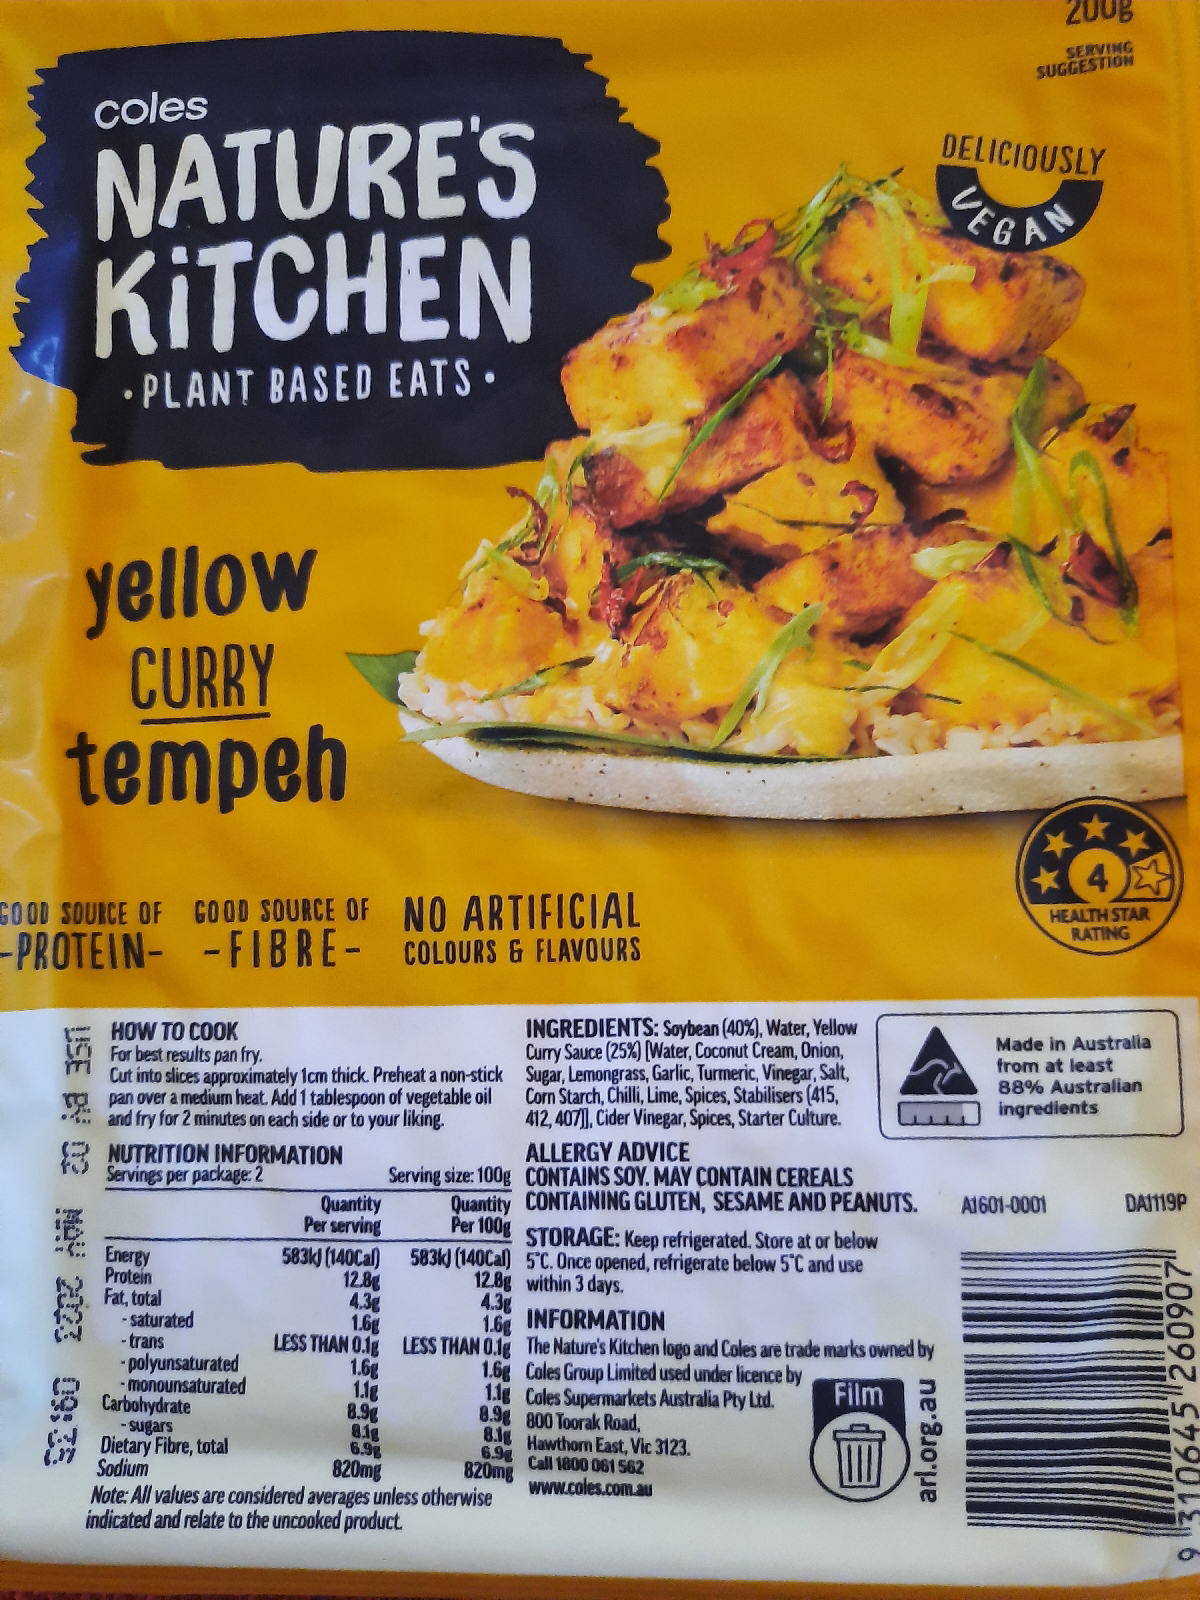 200g
SERVING
SUGGESTION
coles
NATURE'S
KiTCHEN
• PLANT BASED EATS •
DELICIOUSLY
VEGAN
yellow
CURRY
tempeh
GOOD SOURCE OF
-PROTEIN-
GOOD SOURCE OF
-FIBRE-
NO ARTIFICIAL
COLOURS & FLAVOURS
4
HEALTH STAR
RATING
HOW TO COOK
For best results pan fry.
Cut into slices approximately 1cm thick. Preheat a non-stick
pan over a medium heat. Add 1 tablespoon of vegetable oil
and fry for 2 minutes on each side or to your liking.
NUTRITION INFORMATION
Servings per package: 2 Serving size: 100g
Quantity Quantity
Per serving Per 100g
Energy 583kJ (140Cal) 583kJ (140Cal)
Protein 12.8g 12.8g
Fat, total 4.3g 4.3g
- saturated 1.6g 1.6g
- trans LESS THAN 0.1g LESS THAN 0.1g
- polyunsaturated 1.6g 1.6g
- monounsaturated 1.1g 1.1g
Carbohydrate 8.9g 8.9g
- sugars 8.1g 8.1g
Dietary Fibre, total 6.9g 6.9g
Sodium 820mg 820mg
Note: All values are considered averages unless otherwise
indicated and relate to the uncooked product.
INGREDIENTS: Soybean (40%), Water, Yellow
Curry Sauce (25%) [Water, Coconut Cream, Onion,
Sugar, Lemongrass, Garlic, Turmeric, Vinegar, Salt,
Corn Starch, Chilli, Lime, Spices, Stabilisers (415,
412, 407)], Cider Vinegar, Spices, Starter Culture.
ALLERGY ADVICE
CONTAINS SOY. MAY CONTAIN CEREALS
CONTAINING GLUTEN, SESAME AND PEANUTS.
STORAGE: Keep refrigerated. Store at or below
5°C. Once opened, refrigerate below 5°C and use
within 3 days.
INFORMATION
The Nature's Kitchen logo and Coles are trade marks owned by
Coles Group Limited used under licence by
Coles Supermarkets Australia Pty Ltd.
800 Toorak Road,
Hawthorn East, Vic 3123.
Call 1800 061 562
www.coles.com.au
Made in Australia
from at least
88% Australian
ingredients
A1601-0001 DA1119P
Film
arl.org.au
9 310645 260907